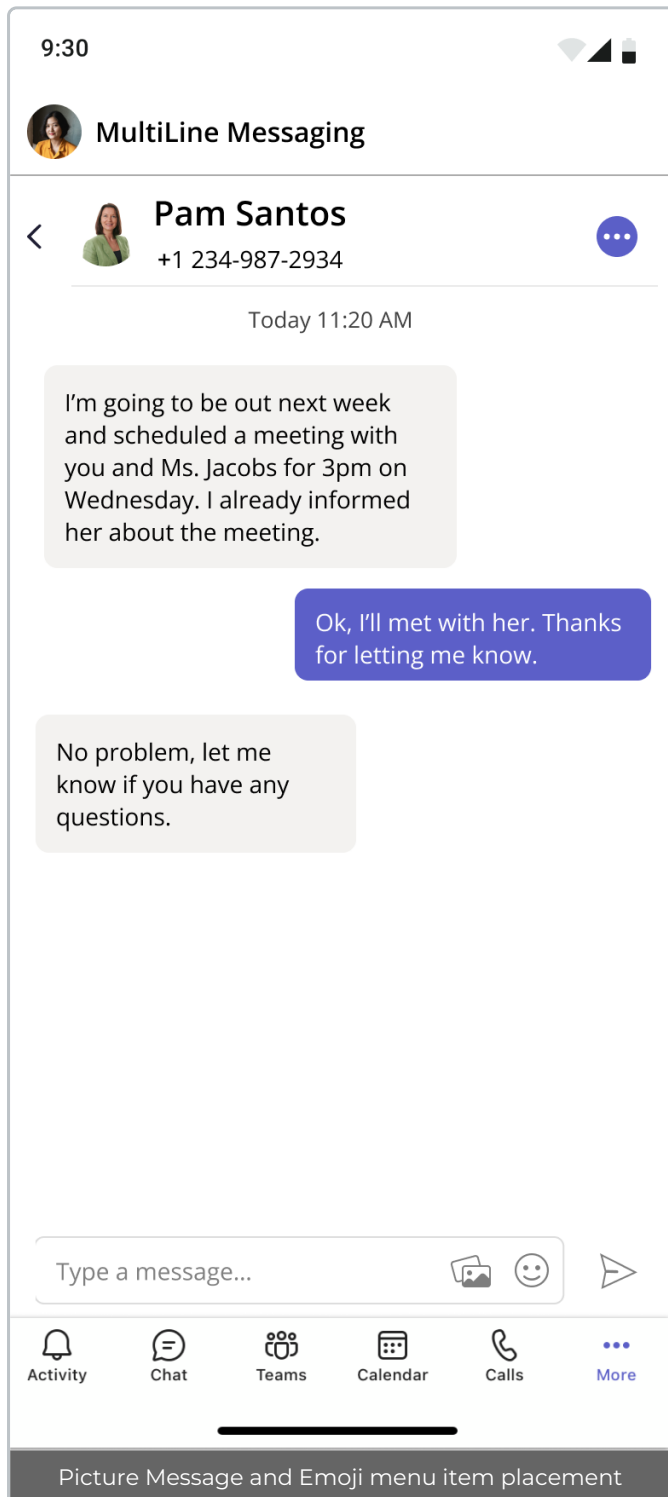 9:30
MultiLine Messaging
Pam Santos
+1 234-987-2934
Today 11:20 AM
I’m going to be out next week
and scheduled a meeting with
you and Ms. Jacobs for 3pm on
Wednesday. I already informed
her about the meeting.
Ok, I’ll met with her. Thanks
for letting me know.
No problem, let me
know if you have any
questions.
Type a message...
Activity Chat Teams Calendar Calls More
Picture Message and Emoji menu item placement